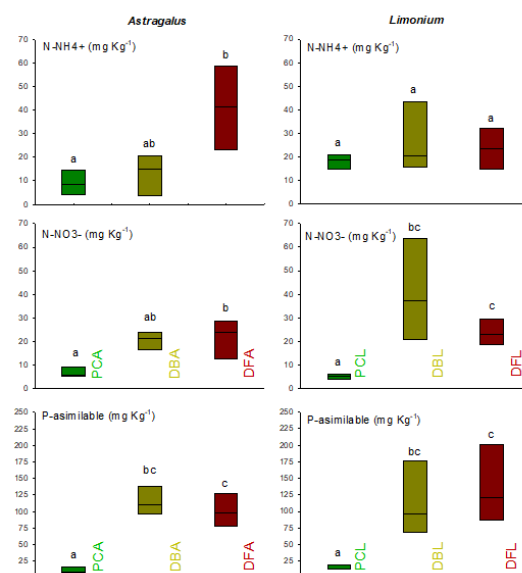 Astragalus
Limonium
N-NH4+ (mg Kg-1)
70
60
50
40
30
20
10
0
a
ab
b
N-NH4+ (mg Kg-1)
70
60
50
40
30
20
10
0
a
a
a
N-NO3- (mg Kg-1)
70
60
50
40
30
20
10
0
a
ab
b
PCA
DBA
DFA
N-NO3- (mg Kg-1)
70
60
50
40
30
20
10
0
a
bc
c
PCL
DBL
DFL
P-asimilable (mg Kg-1)
250
225
200
175
150
125
100
75
50
25
a
bc
c
PCA
DBA
DFA
P-asimilable (mg Kg-1)
250
225
200
175
150
125
100
75
50
25
a
bc
c
PCL
DBL
DFL